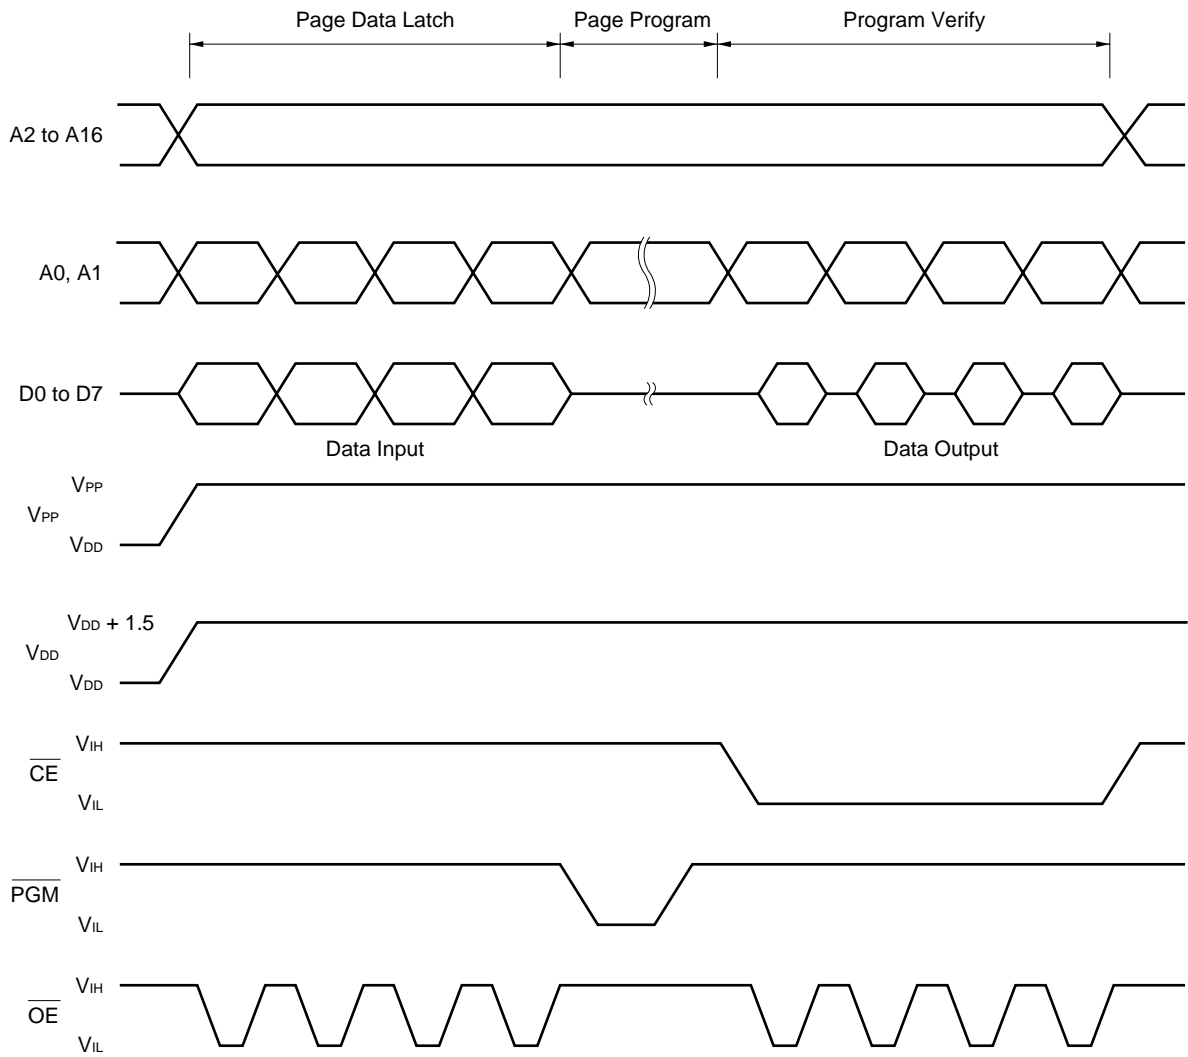 Page Data Latch
Page Program
Program Verify
A2 to A16
A0, A1
D0 to D7
Data Input
Data Output
VPP
VPP
VDD
VDD + 1.5
VDD
VDD
VIH
CE
VIL
VIH
PGM
VIL
VIH
OE
VIL